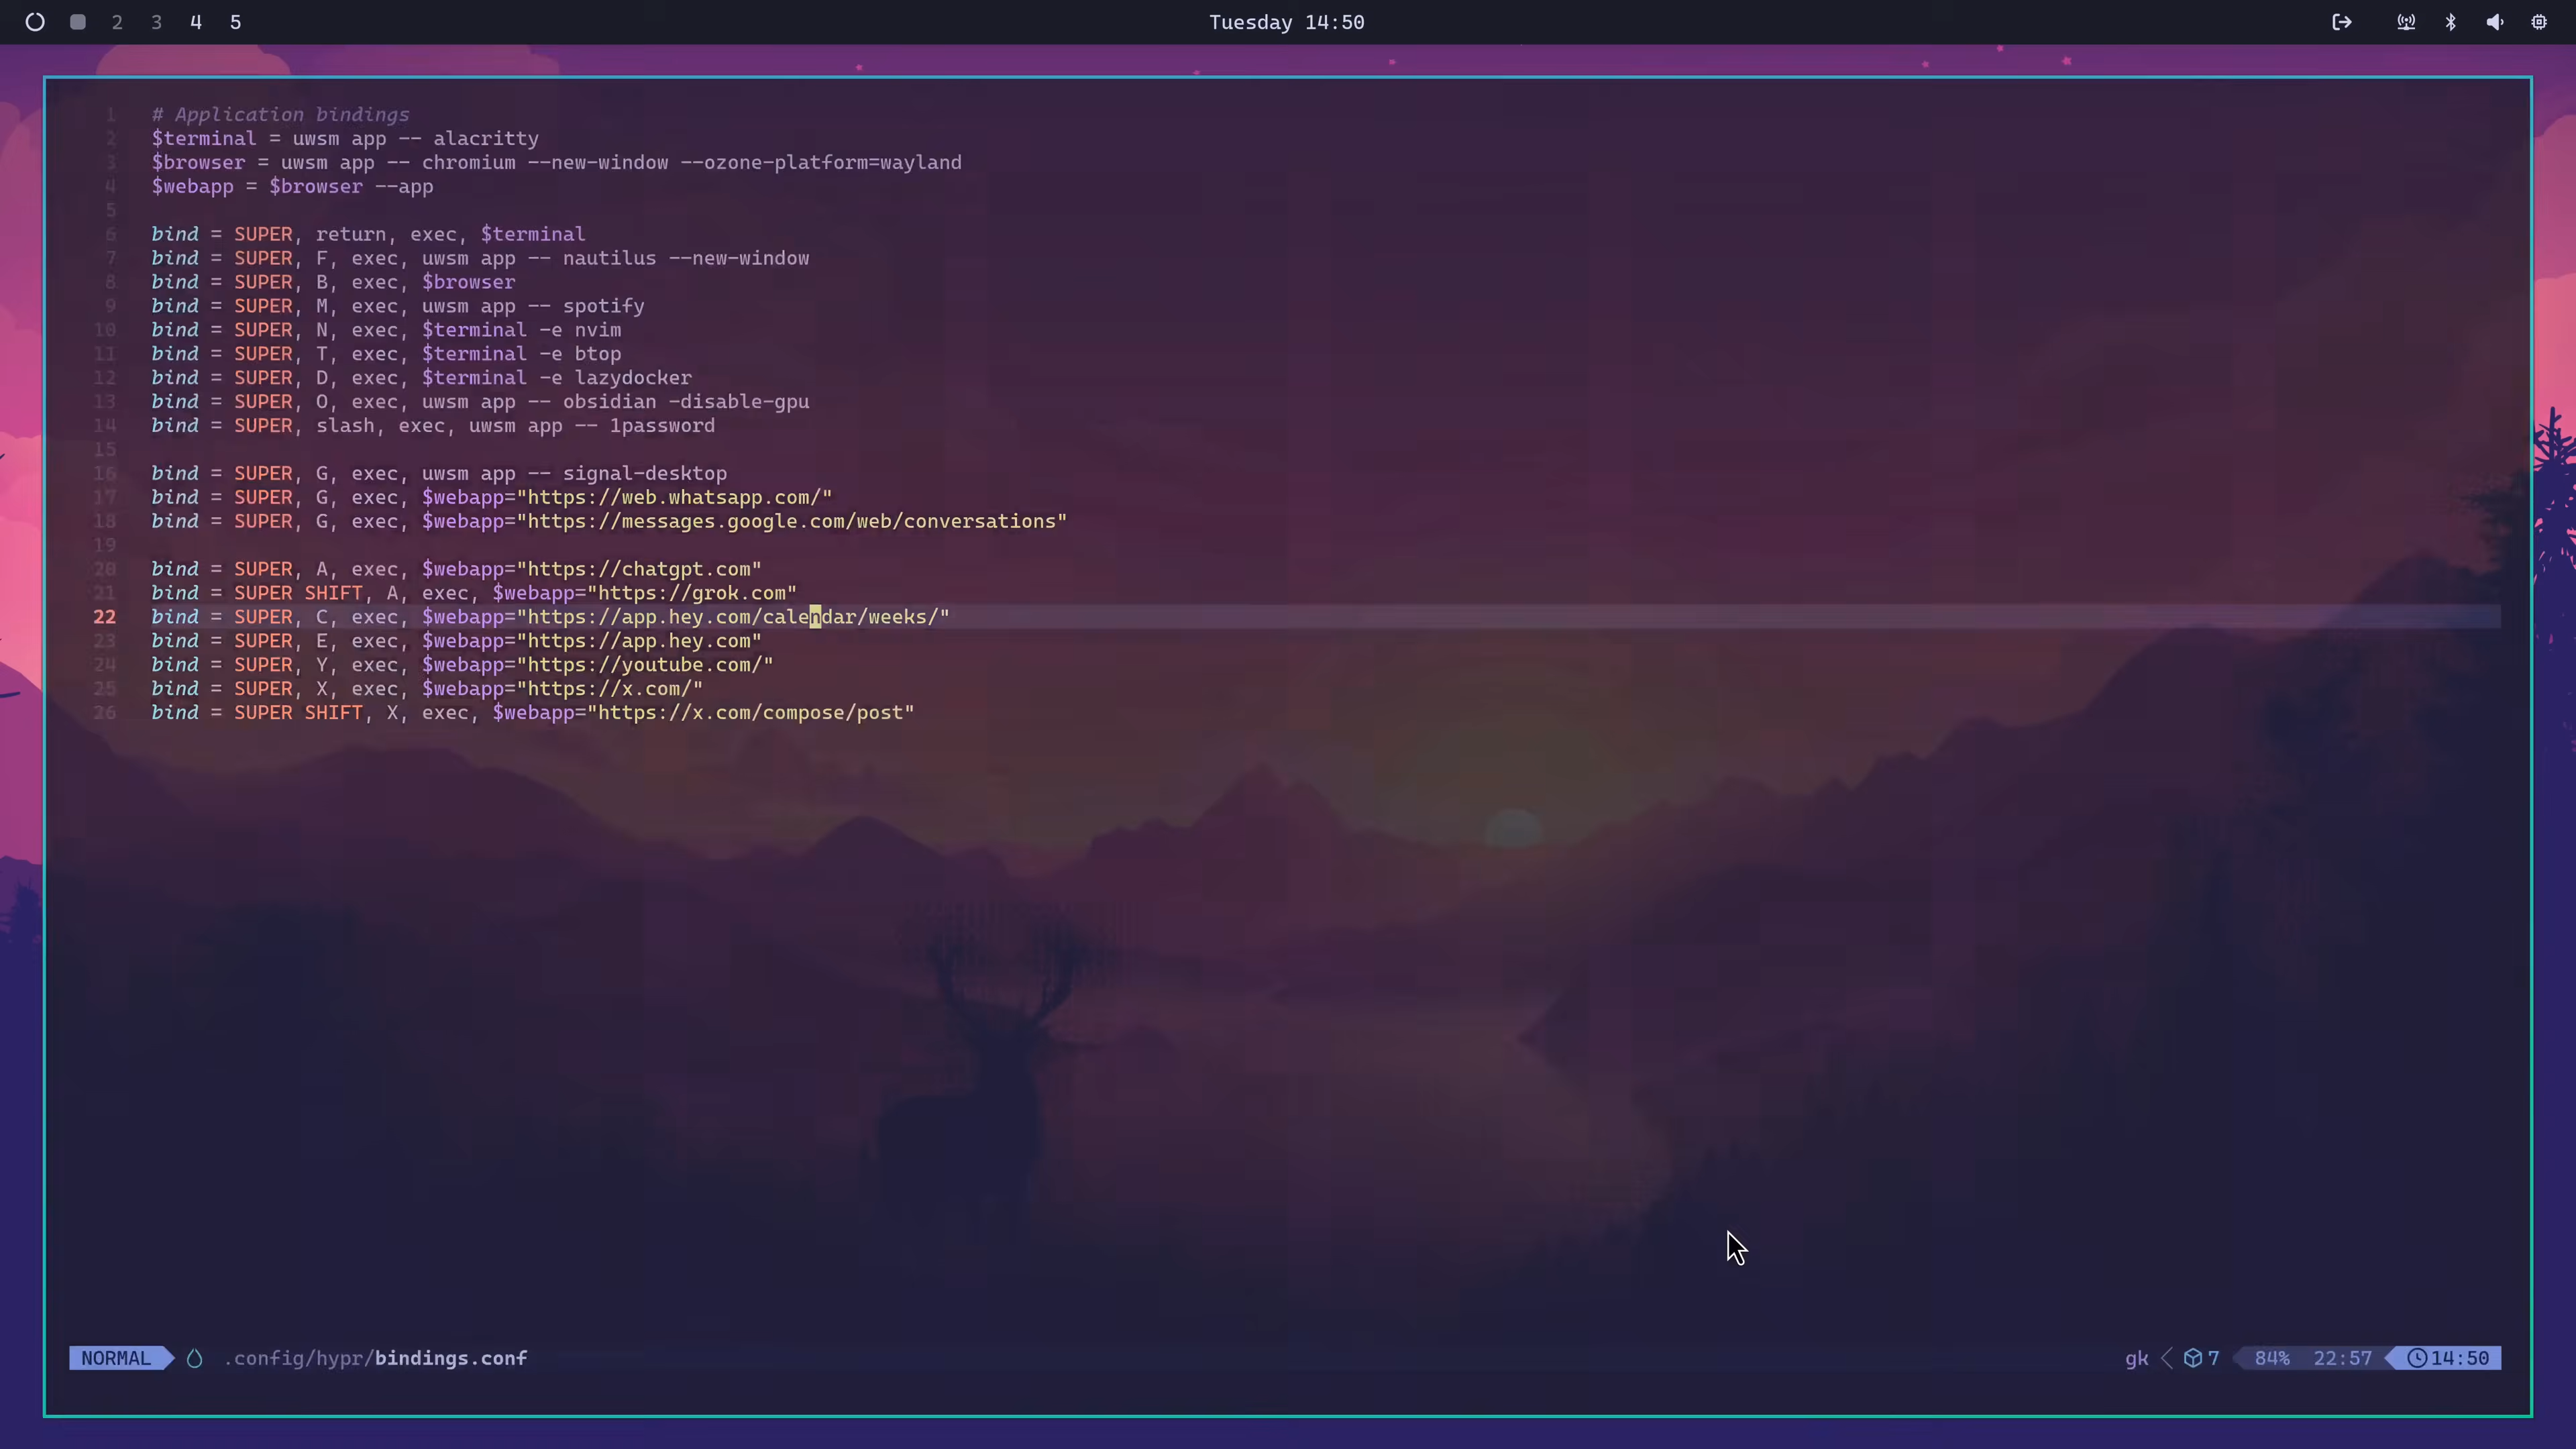 2 3 4 5 Tuesday 14:50
1 # Application bindings
2 $terminal = uwsm app -- alacritty
3 $browser = uwsm app -- chromium --new-window --ozone-platform=wayland
4 $webapp = $browser --app
5
6 bind = SUPER, return, exec, $terminal
7 bind = SUPER, F, exec, uwsm app -- nautilus --new-window
8 bind = SUPER, B, exec, $browser
9 bind = SUPER, M, exec, uwsm app -- spotify
10 bind = SUPER, N, exec, $terminal -e nvim
11 bind = SUPER, T, exec, $terminal -e btop
12 bind = SUPER, D, exec, $terminal -e lazydocker
13 bind = SUPER, O, exec, uwsm app -- obsidian -disable-gpu
14 bind = SUPER, slash, exec, uwsm app -- 1password
15
16 bind = SUPER, G, exec, uwsm app -- signal-desktop
17 bind = SUPER, G, exec, $webapp="https://web.whatsapp.com/"
18 bind = SUPER, G, exec, $webapp="https://messages.google.com/web/conversations"
19
20 bind = SUPER, A, exec, $webapp="https://chatgpt.com"
21 bind = SUPER SHIFT, A, exec, $webapp="https://grok.com"
22 bind = SUPER, C, exec, $webapp="https://app.hey.com/calendar/weeks/"
23 bind = SUPER, E, exec, $webapp="https://app.hey.com"
24 bind = SUPER, Y, exec, $webapp="https://youtube.com/"
25 bind = SUPER, X, exec, $webapp="https://x.com/"
26 bind = SUPER SHIFT, X, exec, $webapp="https://x.com/compose/post"
NORMAL .config/hypr/bindings.conf gk 7 84% 22:57 14:50